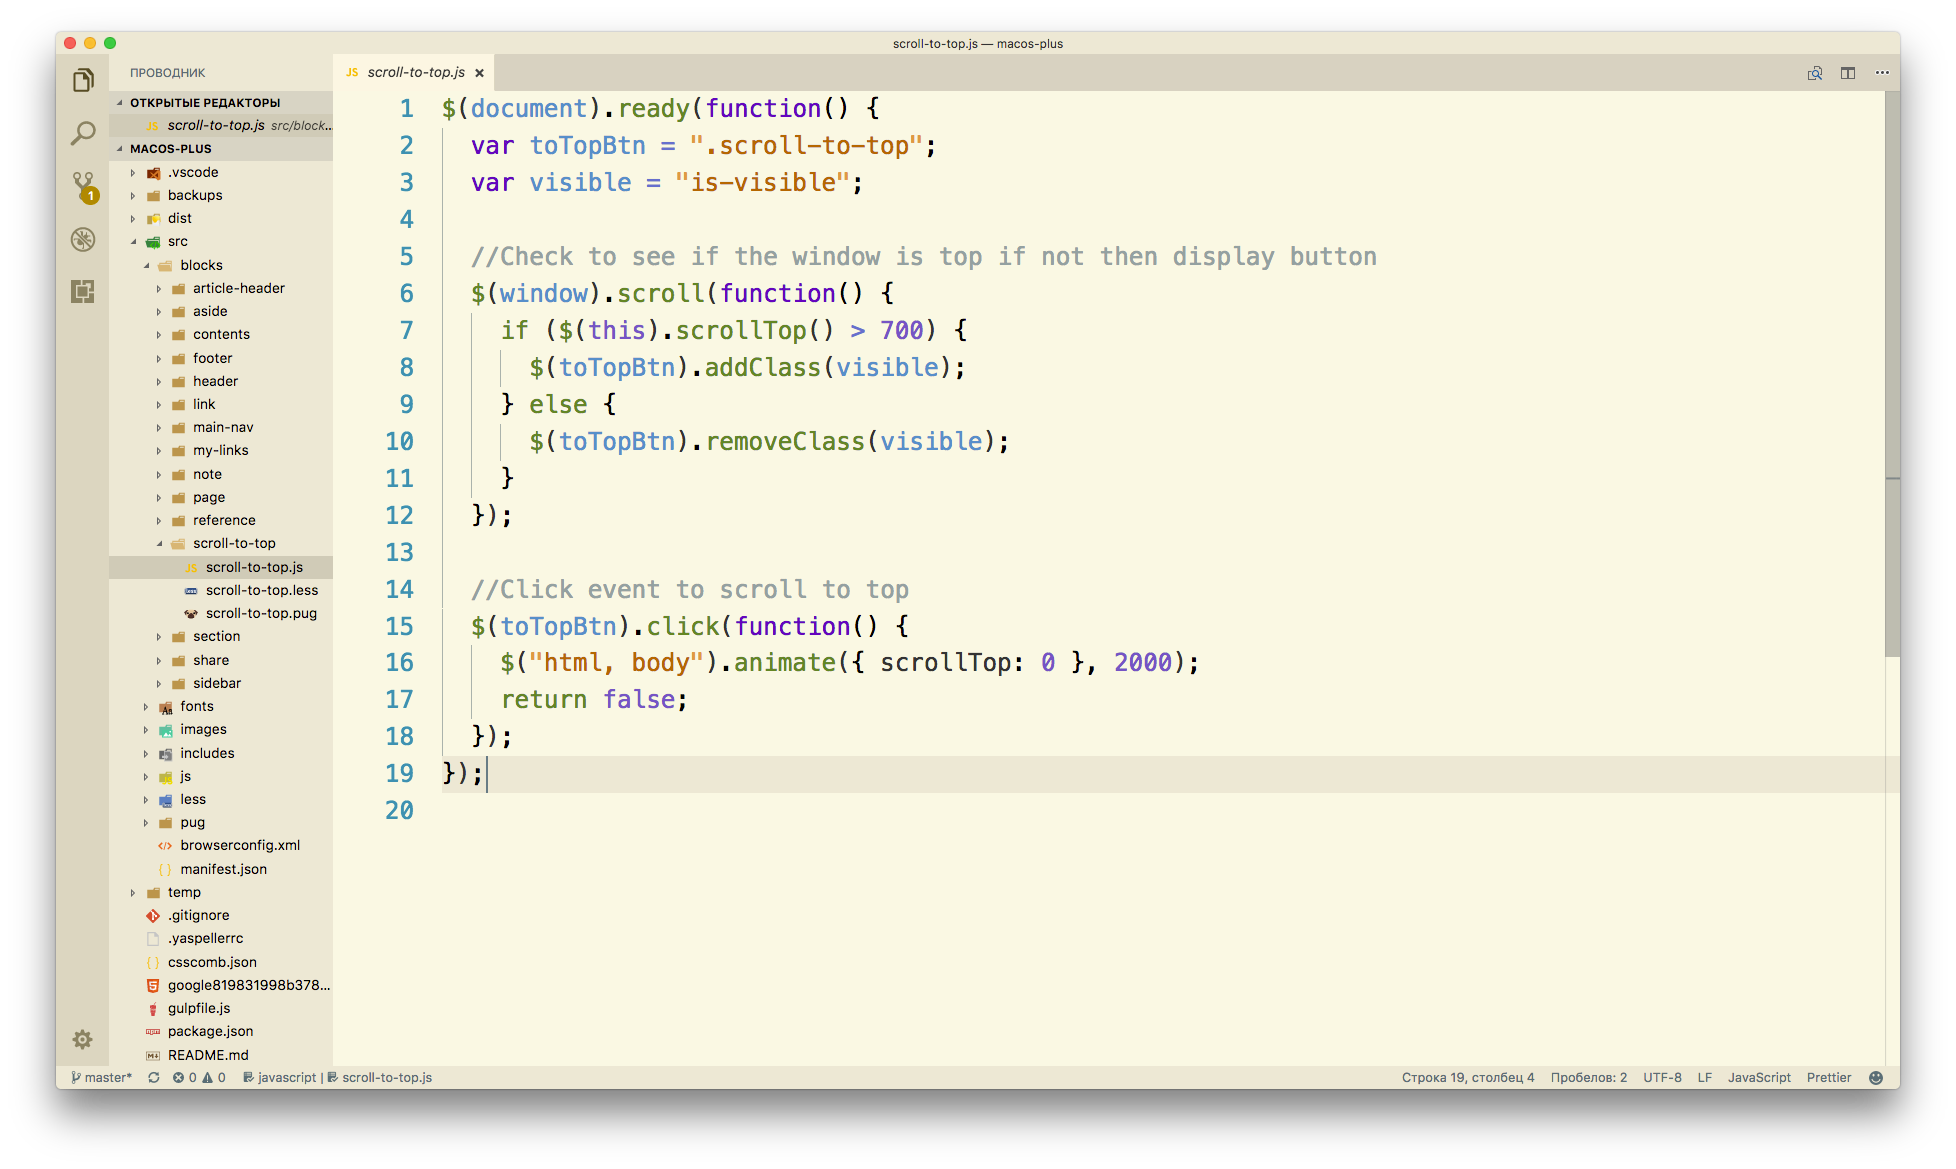 scroll-to-top.js — macos-plus
ПРОВОДНИК
ОТКРЫТЫЕ РЕДАКТОРЫ
JS scroll-to-top.js src/block...
MACOS-PLUS
.vscode
backups
dist
src
blocks
article-header
aside
contents
footer
header
link
main-nav
my-links
note
page
reference
scroll-to-top
JS scroll-to-top.js
scroll-to-top.less
scroll-to-top.pug
section
share
sidebar
fonts
images
includes
js
less
pug
browserconfig.xml
manifest.json
temp
.gitignore
.yaspellerrc
csscomb.json
google819831998b378...
gulpfile.js
package.json
README.md
1
JS scroll-to-top.js ×
1 $(document).ready(function() {
2   var toTopBtn = ".scroll-to-top";
3   var visible = "is-visible";
4
5   //Check to see if the window is top if not then display button
6   $(window).scroll(function() {
7     if ($(this).scrollTop() > 700) {
8       $(toTopBtn).addClass(visible);
9     } else {
10       $(toTopBtn).removeClass(visible);
11     }
12   });
13
14   //Click event to scroll to top
15   $(toTopBtn).click(function() {
16     $("html, body").animate({ scrollTop: 0 }, 2000);
17     return false;
18   });
19 });
20
master* 0 0 javascript | scroll-to-top.js Строка 19, столбец 4 Пробелов: 2 UTF-8 LF JavaScript Prettier